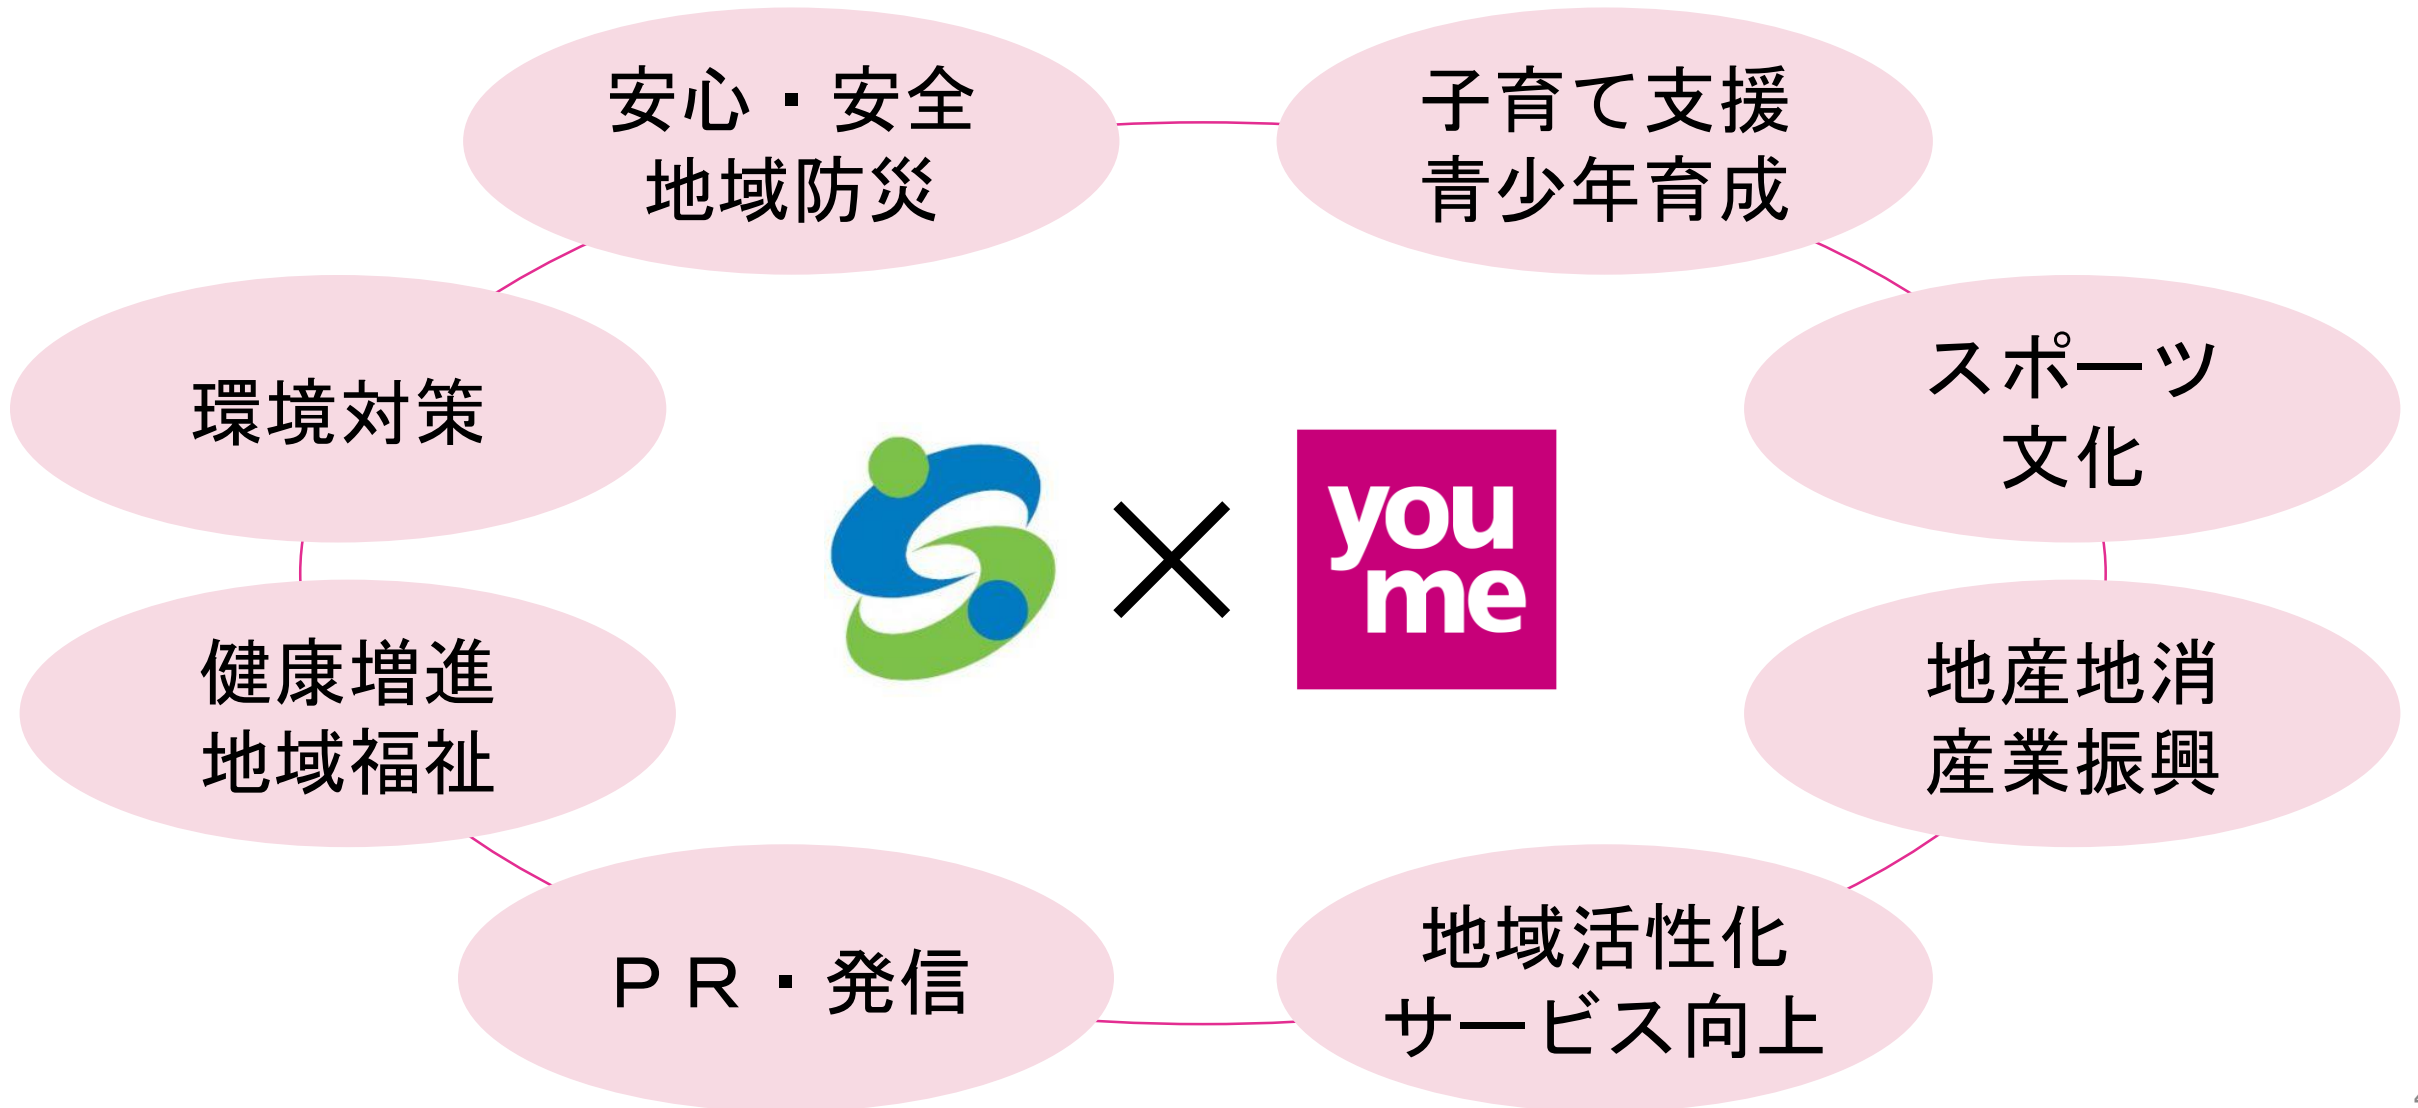 安心・安全
地域防災
子育て支援
青少年育成
環境対策
スポーツ
文化
you
me
健康増進
地域福祉
地産地消
産業振興
ＰＲ・発信
地域活性化
サービス向上